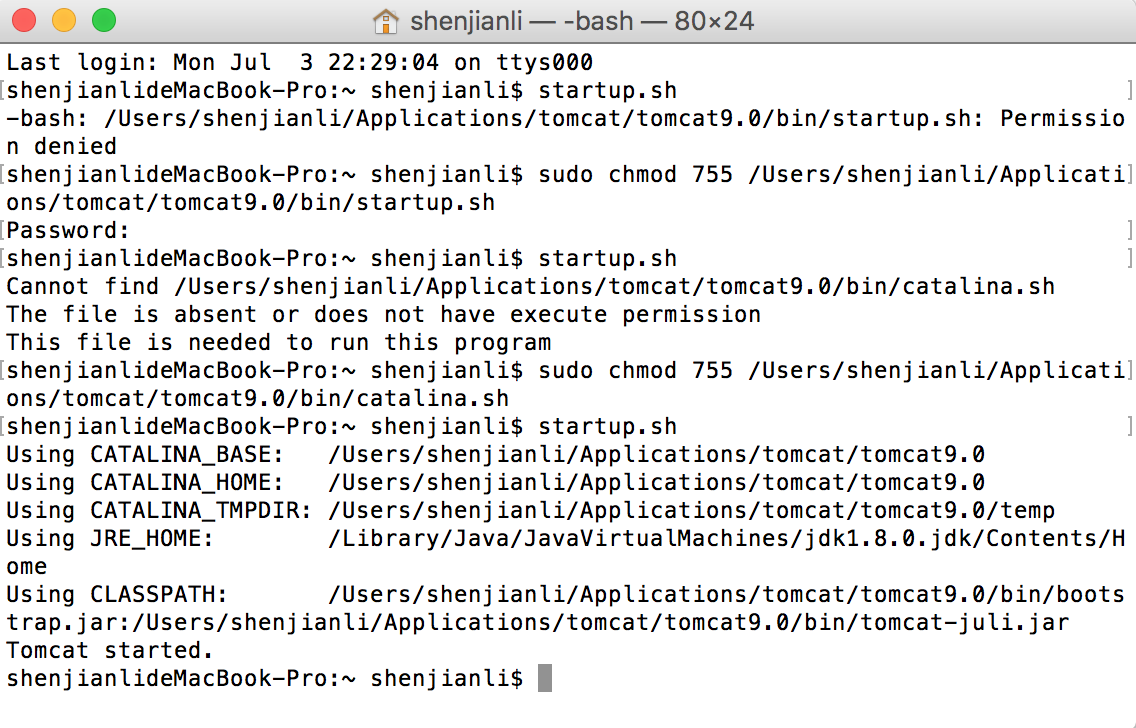 shenjianli — -bash — 80×24
Last login: Mon Jul  3 22:29:04 on ttys000
[shenjianlideMacBook-Pro:~ shenjianli$ startup.sh ]
-bash: /Users/shenjianli/Applications/tomcat/tomcat9.0/bin/startup.sh: Permissio
n denied
[shenjianlideMacBook-Pro:~ shenjianli$ sudo chmod 755 /Users/shenjianli/Applicati]
ons/tomcat/tomcat9.0/bin/startup.sh
[Password: ]
[shenjianlideMacBook-Pro:~ shenjianli$ startup.sh ]
Cannot find /Users/shenjianli/Applications/tomcat/tomcat9.0/bin/catalina.sh
The file is absent or does not have execute permission
This file is needed to run this program
[shenjianlideMacBook-Pro:~ shenjianli$ sudo chmod 755 /Users/shenjianli/Applicati]
ons/tomcat/tomcat9.0/bin/catalina.sh
[shenjianlideMacBook-Pro:~ shenjianli$ startup.sh ]
Using CATALINA_BASE:   /Users/shenjianli/Applications/tomcat/tomcat9.0
Using CATALINA_HOME:   /Users/shenjianli/Applications/tomcat/tomcat9.0
Using CATALINA_TMPDIR: /Users/shenjianli/Applications/tomcat/tomcat9.0/temp
Using JRE_HOME:        /Library/Java/JavaVirtualMachines/jdk1.8.0.jdk/Contents/H
ome
Using CLASSPATH:       /Users/shenjianli/Applications/tomcat/tomcat9.0/bin/boots
trap.jar:/Users/shenjianli/Applications/tomcat/tomcat9.0/bin/tomcat-juli.jar
Tomcat started.
shenjianlideMacBook-Pro:~ shenjianli$